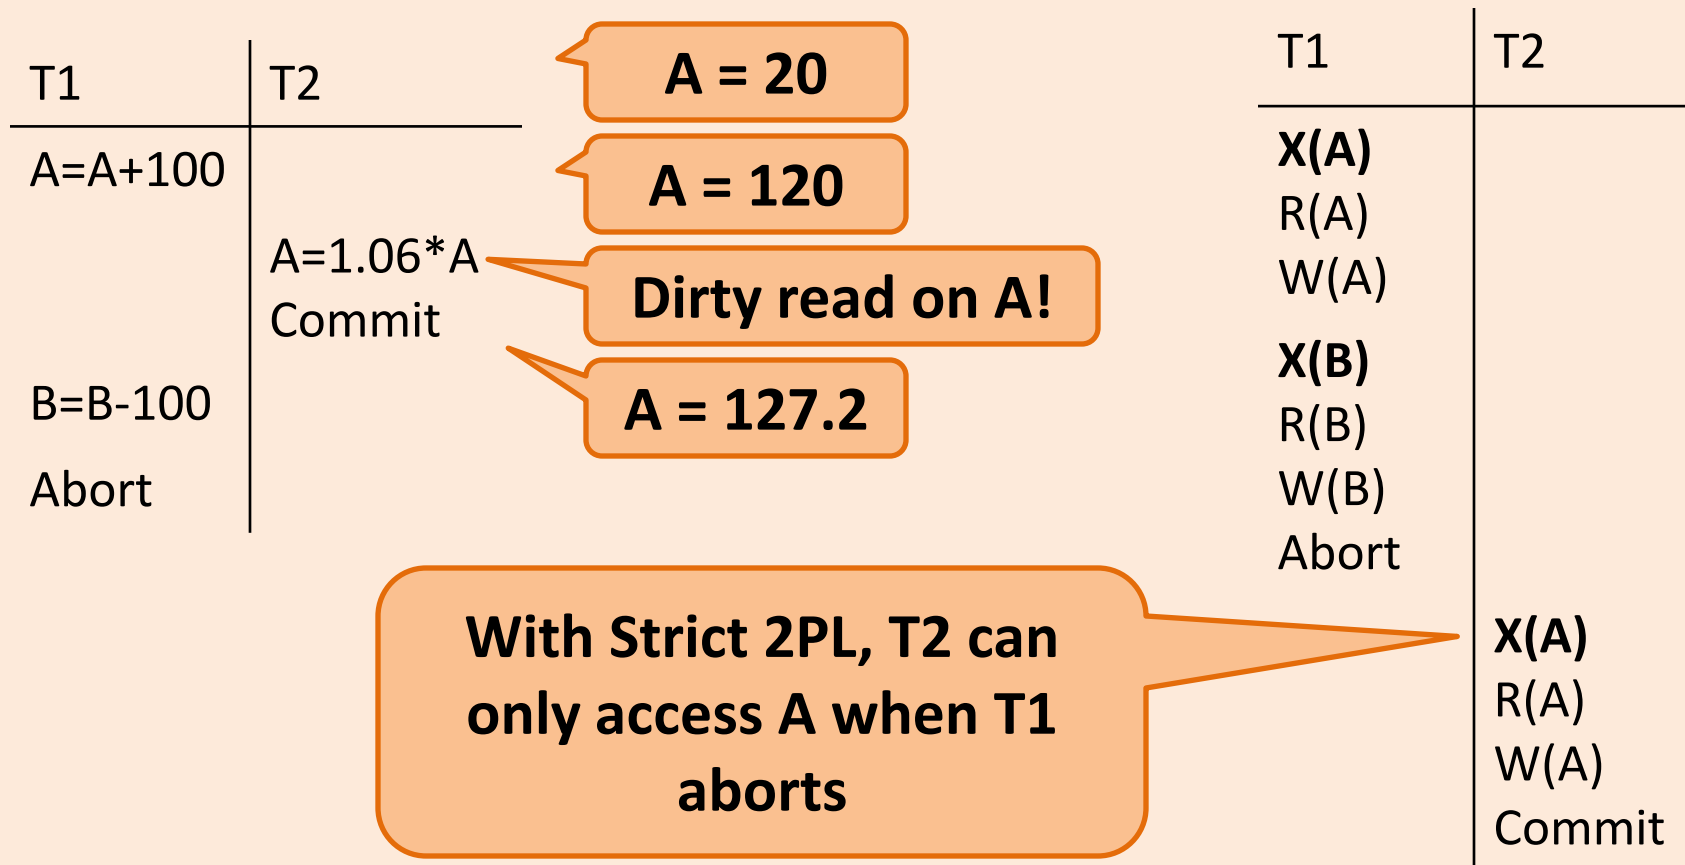 T1 T2
A=A+100
A=1.06*A
Commit
B=B-100
Abort
A = 20
A = 120
Dirty read on A!
A = 127.2
With Strict 2PL, T2 can
only access A when T1
aborts
T1 T2
X(A)
R(A)
W(A)
X(B)
R(B)
W(B)
Abort
X(A)
R(A)
W(A)
Commit